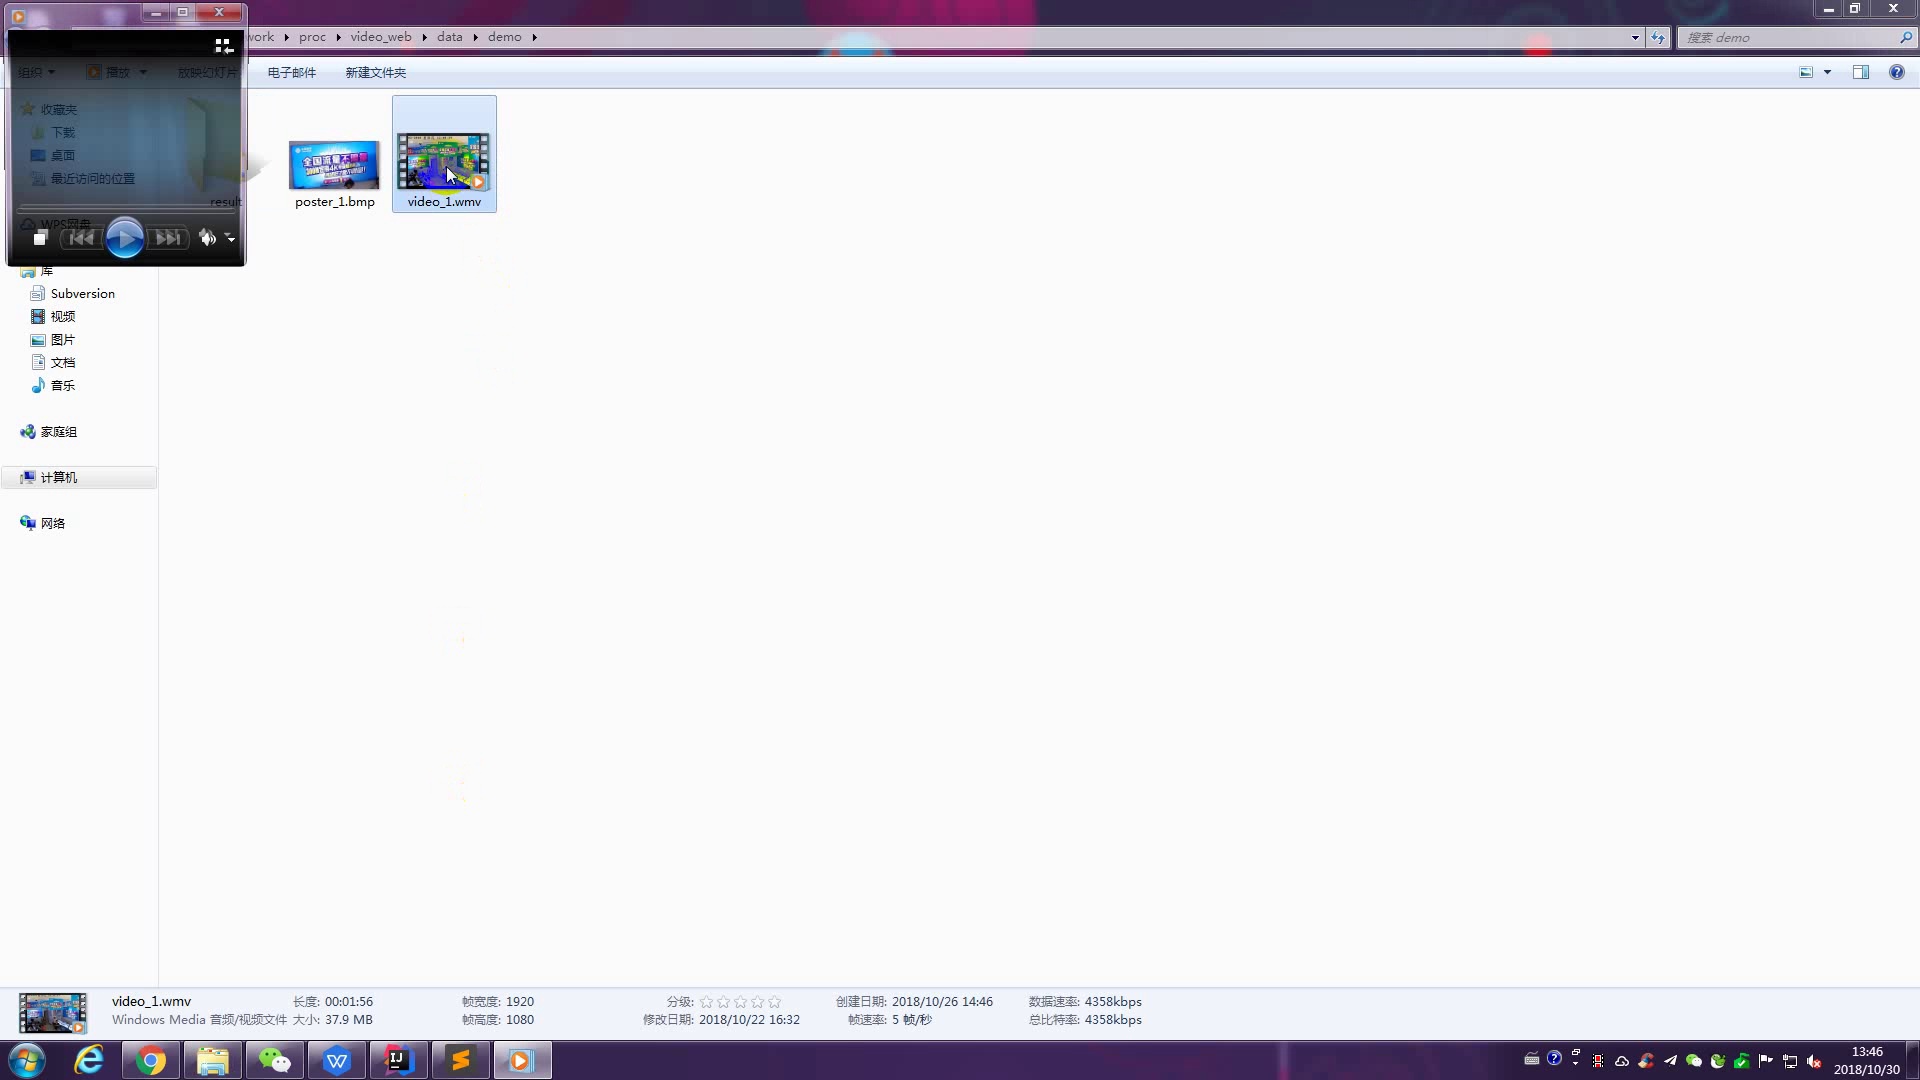 work ▸ proc ▸ video_web ▸ data ▸ demo ▸
搜索 demo
组织 播放 放映幻灯片 电子邮件 新建文件夹
收藏夹
下载
桌面
最近访问的位置
WPS网盘
库
Subversion
视频
图片
文档
音乐
家庭组
计算机
网络
result
全国流量不限量
poster_1.bmp
video_1.wmv
video_1.wmv 长度: 00:01:56 帧宽度: 1920 分级: 创建日期: 2018/10/26 14:46 数据速率: 4358kbps
Windows Media 音频/视频文件 大小: 37.9 MB 帧高度: 1080 修改日期: 2018/10/22 16:32 帧速率: 5 帧/秒 总比特率: 4358kbps
13:46
2018/10/30